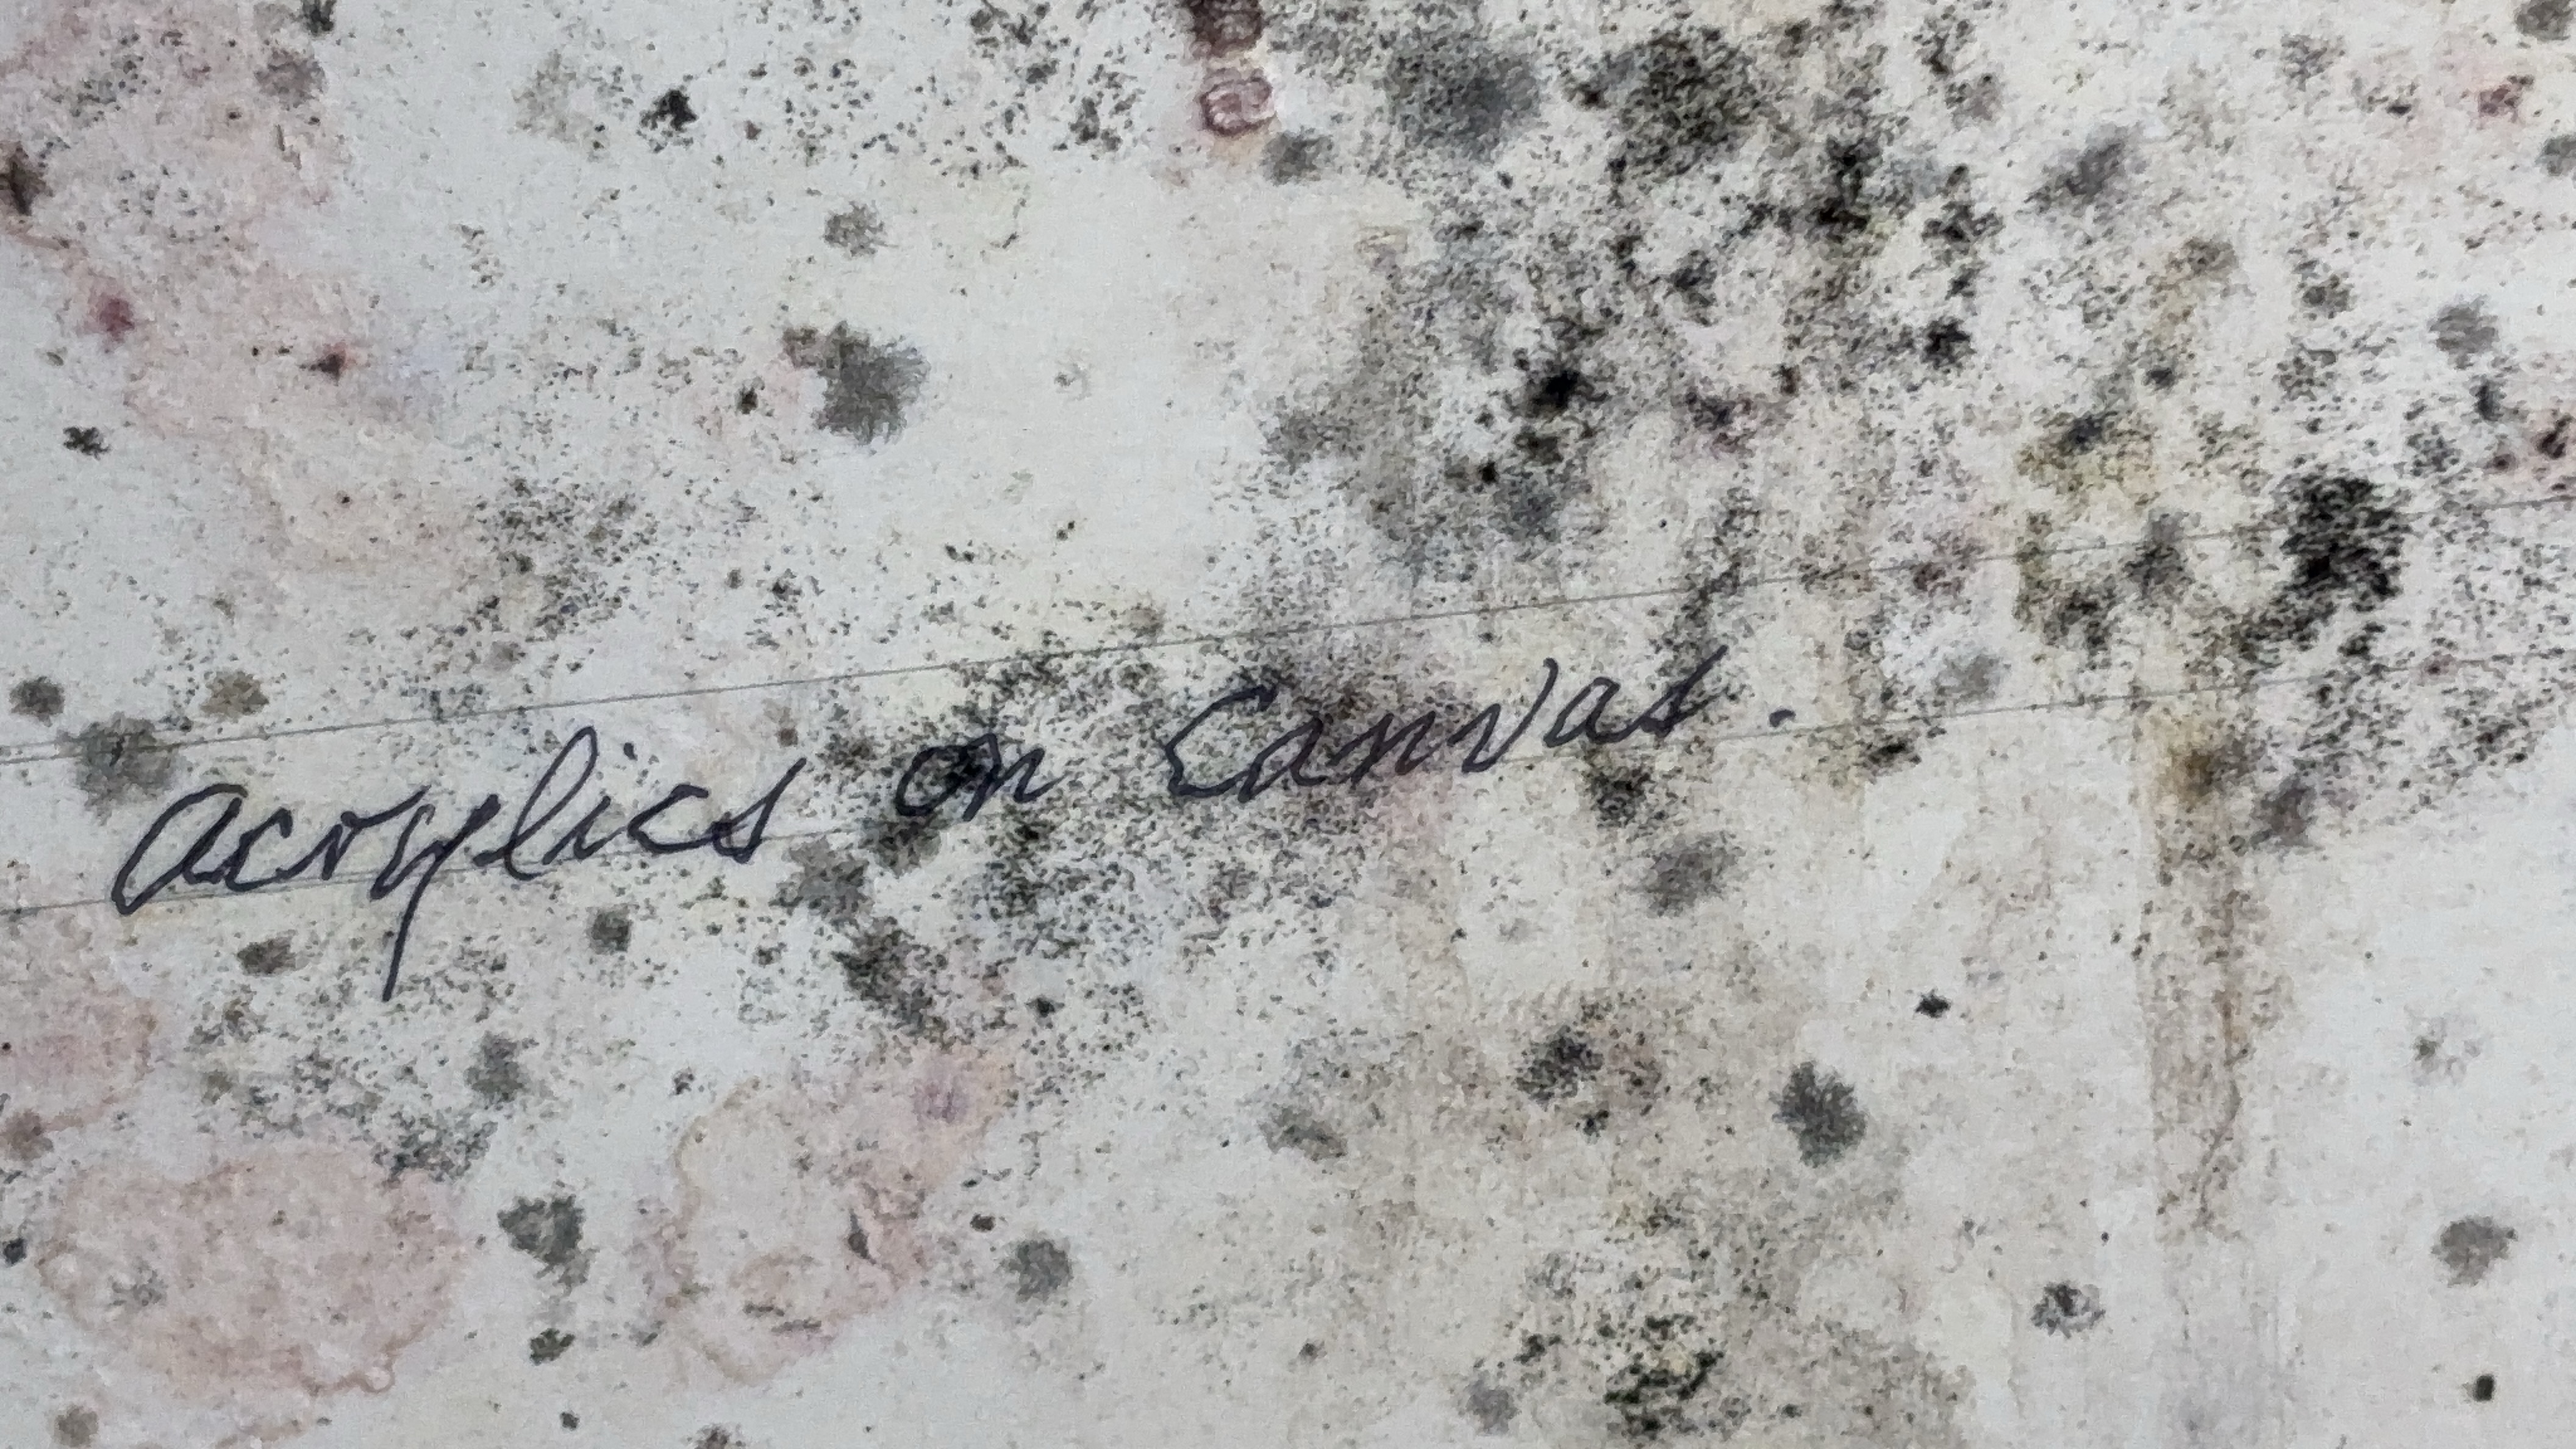 acrylics on Canvas.